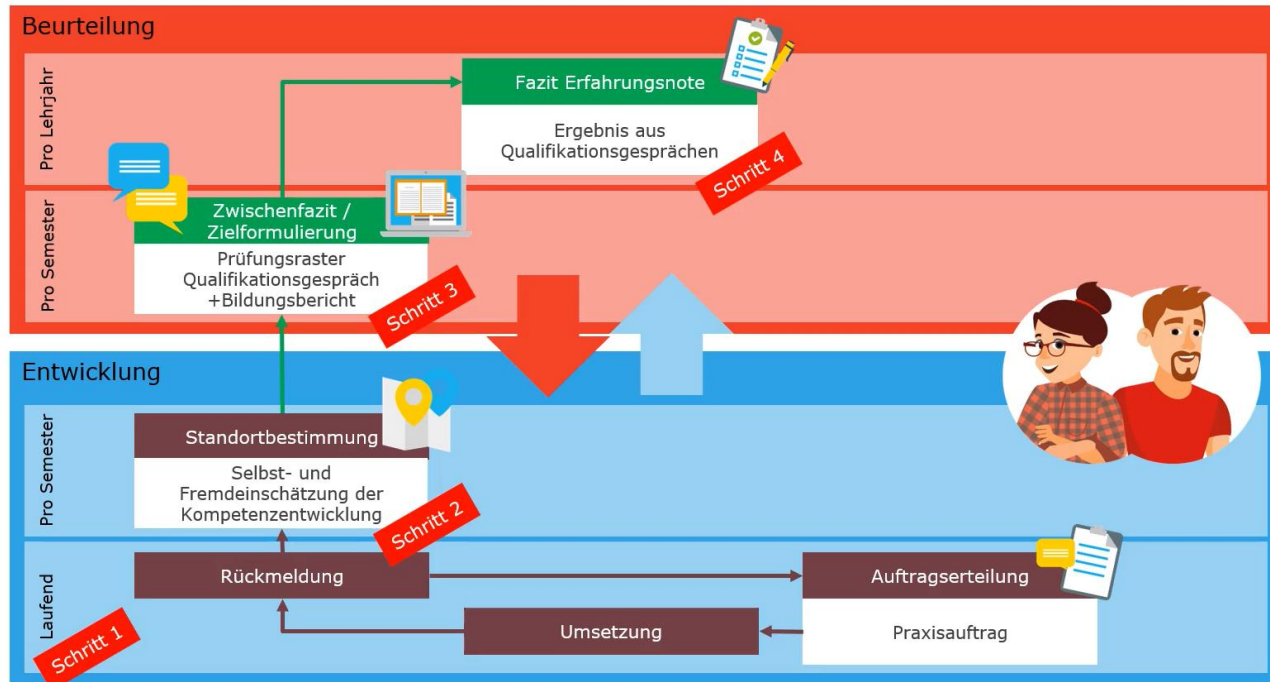 Beurteilung
Pro Lehrjahr
Fazit Erfahrungsnote
Ergebnis aus
Qualifikationsgesprächen
Schritt 4
Pro Semester
Zwischenfazit /
Zielformulierung
Prüfungsraster
Qualifikationsgespräch
+Bildungsbericht
Schritt 3
Entwicklung
Pro Semester
Standortbestimmung
Selbst- und
Fremdeinschätzung der
Kompetenzentwicklung
Schritt 2
Laufend
Rückmeldung
Auftragserteilung
Umsetzung
Praxisauftrag
Schritt 1